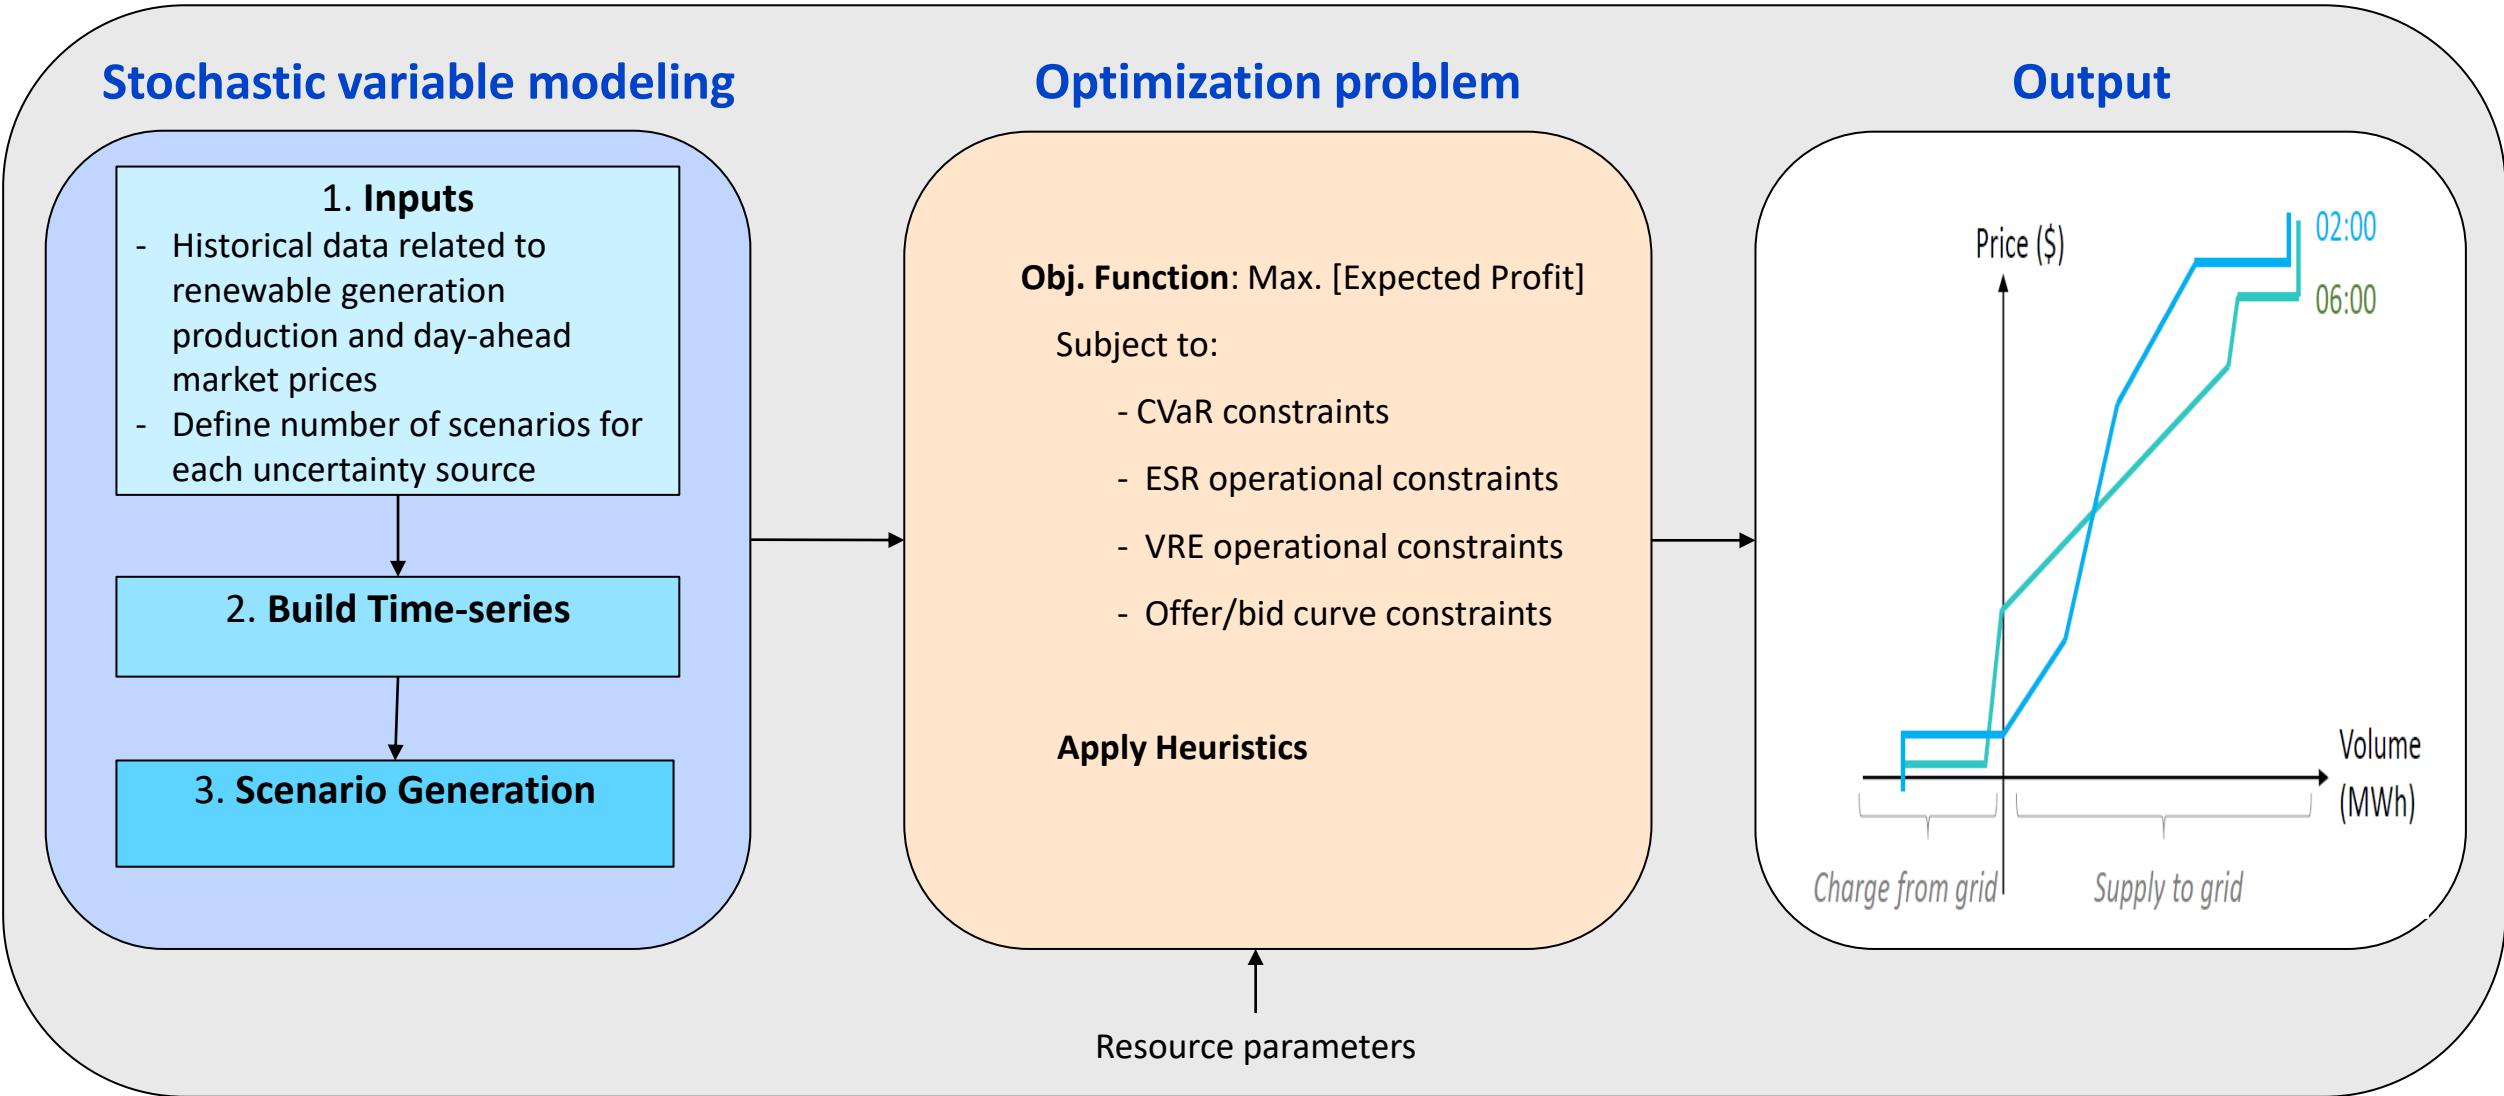 Stochastic variable modeling
1. Inputs
- Historical data related to
renewable generation
production and day-ahead
market prices
- Define number of scenarios for
each uncertainty source
2. Build Time-series
3. Scenario Generation
Optimization problem
Obj. Function: Max. [Expected Profit]
Subject to:
- CVaR constraints
- ESR operational constraints
- VRE operational constraints
- Offer/bid curve constraints
Apply Heuristics
Resource parameters
Output
Price ($)
02:00
06:00
Volume
(MWh)
Charge from grid
Supply to grid